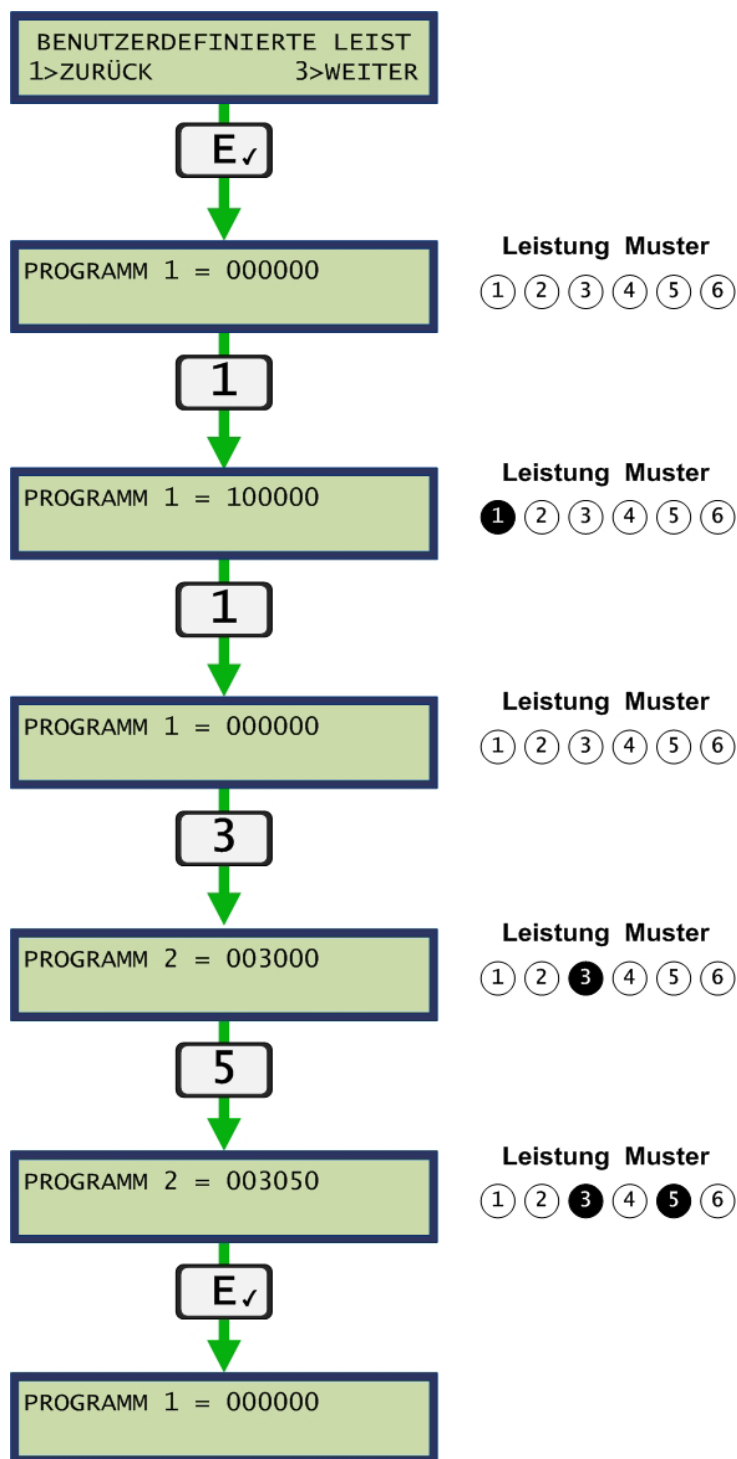 BENUTZERDEFINIERTE LEIST
1>ZURÜCK 3>WEITER
E✓
PROGRAMM 1 = 000000
Leistung Muster
1 2 3 4 5 6
1
PROGRAMM 1 = 100000
Leistung Muster
1 2 3 4 5 6
1
PROGRAMM 1 = 000000
Leistung Muster
1 2 3 4 5 6
3
PROGRAMM 2 = 003000
Leistung Muster
1 2 3 4 5 6
5
PROGRAMM 2 = 003050
Leistung Muster
1 2 3 4 5 6
E✓
PROGRAMM 1 = 000000